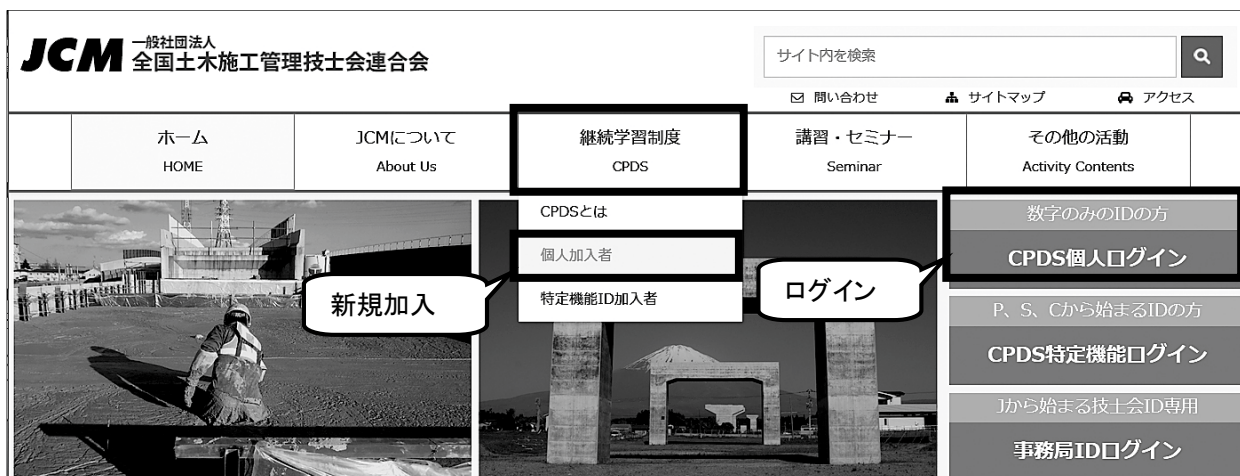 JCM 一般社団法人
全国土木施工管理技士会連合会
サイト内を検索
問い合わせ
サイトマップ
アクセス
ホーム
HOME
JCMについて
About Us
継続学習制度
CPDS
講習・セミナー
Seminar
その他の活動
Activity Contents
CPDSとは
個人加入者
特定機能ID加入者
新規加入
ログイン
数字のみのIDの方
CPDS個人ログイン
P、S、Cから始まるIDの方
CPDS特定機能ログイン
Jから始まる技士会ID専用
事務局IDログイン